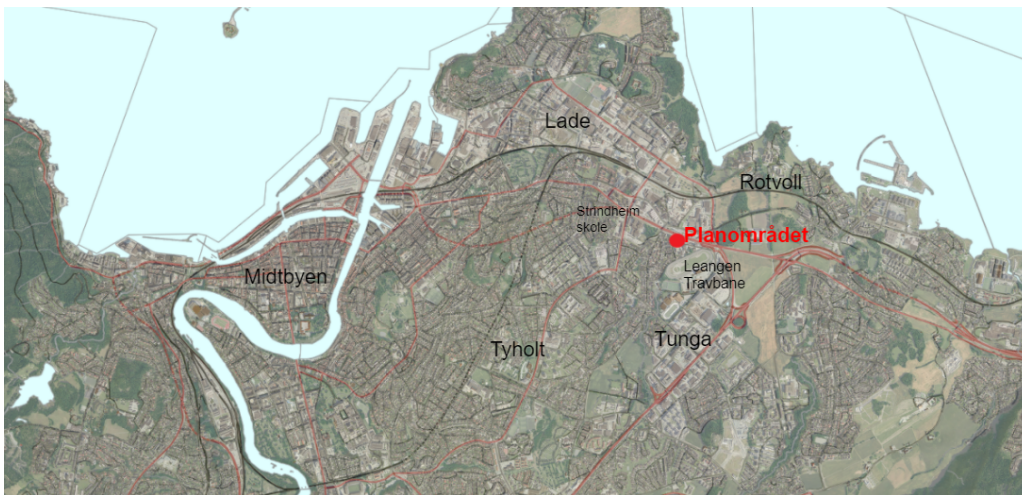 Lade
Rotvoll
Strindheim
skole
Planområdet
Leangen
Travbane
Midtbyen
Tunga
Tyholt